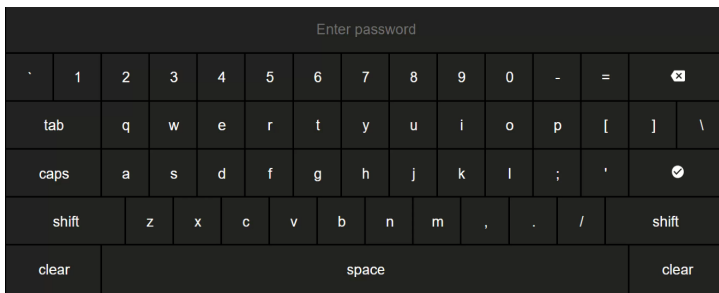 Enter password
` 1 2 3 4 5 6 7 8 9 0 - =
tab q w e r t y u i o p [ ] \
caps a s d f g h j k l ; '
shift z x c v b n m , . / shift
clear space clear